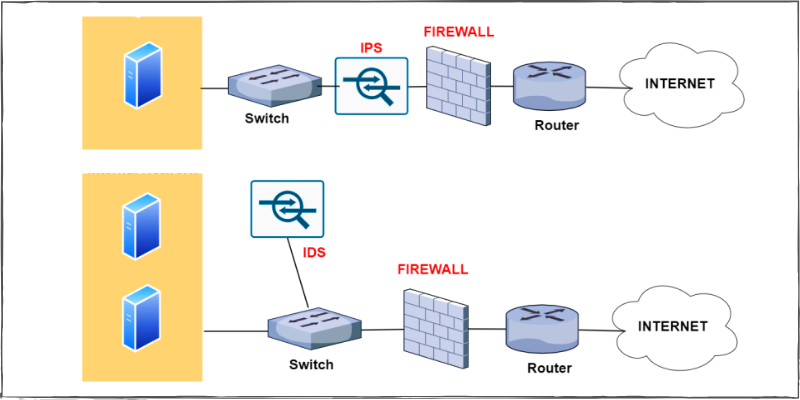 FIREWALL
IPS
INTERNET
Switch
Router
IDS
FIREWALL
INTERNET
Switch
Router